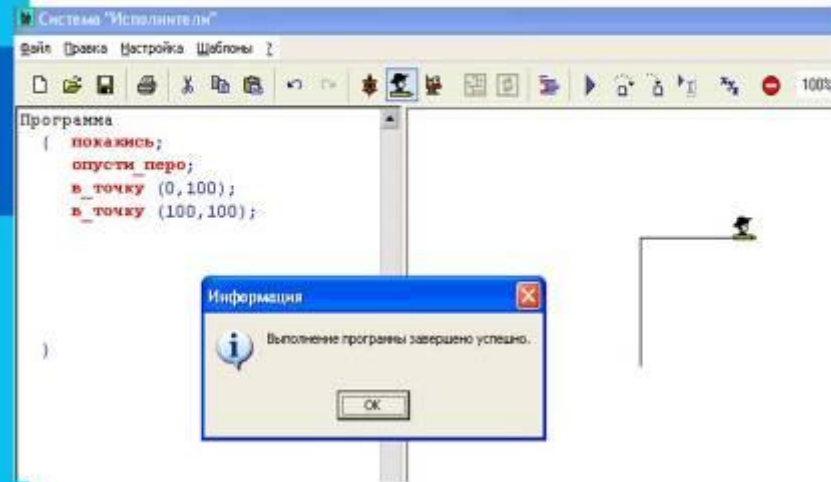 Система "Исполнители"
Файл Правка Настройка Шаблоны ?
100%
Программа
{ покажись;
опусти_перо;
в_точку (0,100);
в_точку (100,100);
Информация
Выполнение программы завершено успешно.
OK
}